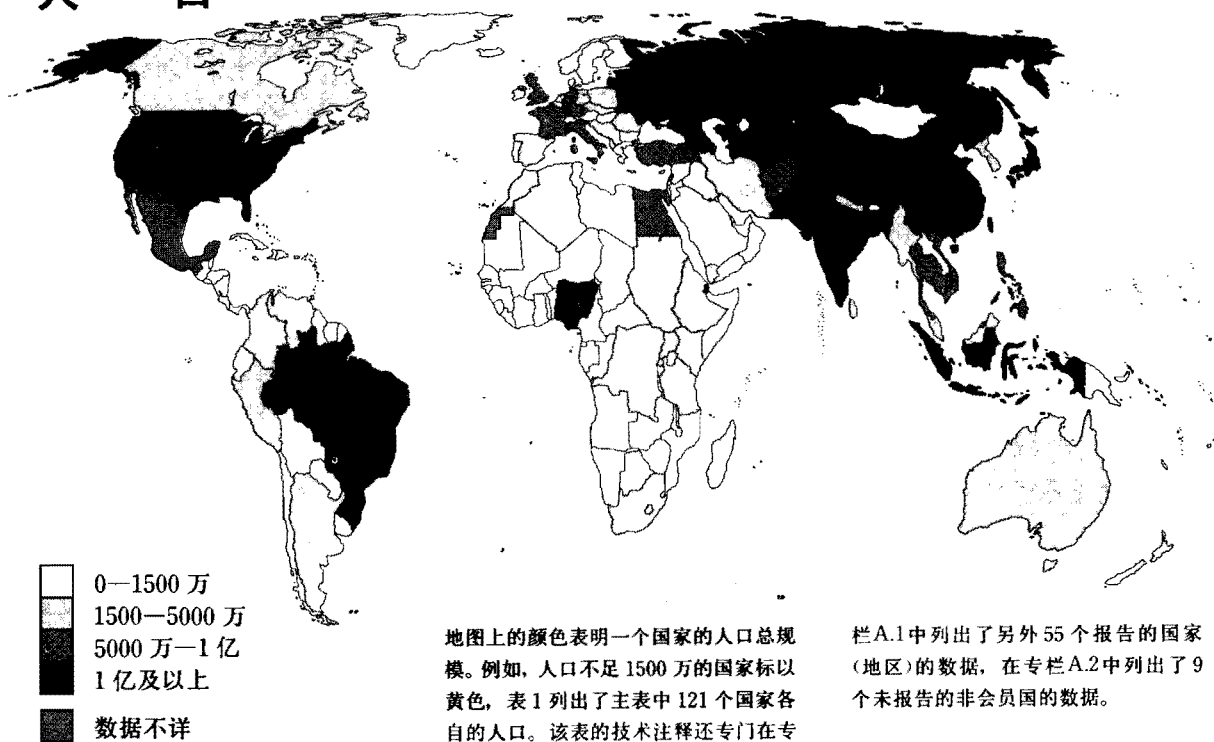 人 口
0—1500 万
1500—5000 万
5000 万—1 亿
1 亿及以上
数据不详
地图上的颜色表明一个国家的人口总规
模。例如，人口不足 1500 万的国家标以
黄色，表 1 列出了主表中 121 个国家各
自的人口。该表的技术注释还专门在专
栏A.1中列出了另外 55 个报告的国家
(地区)的数据，在专栏A.2中列出了 9
个未报告的非会员国的数据。